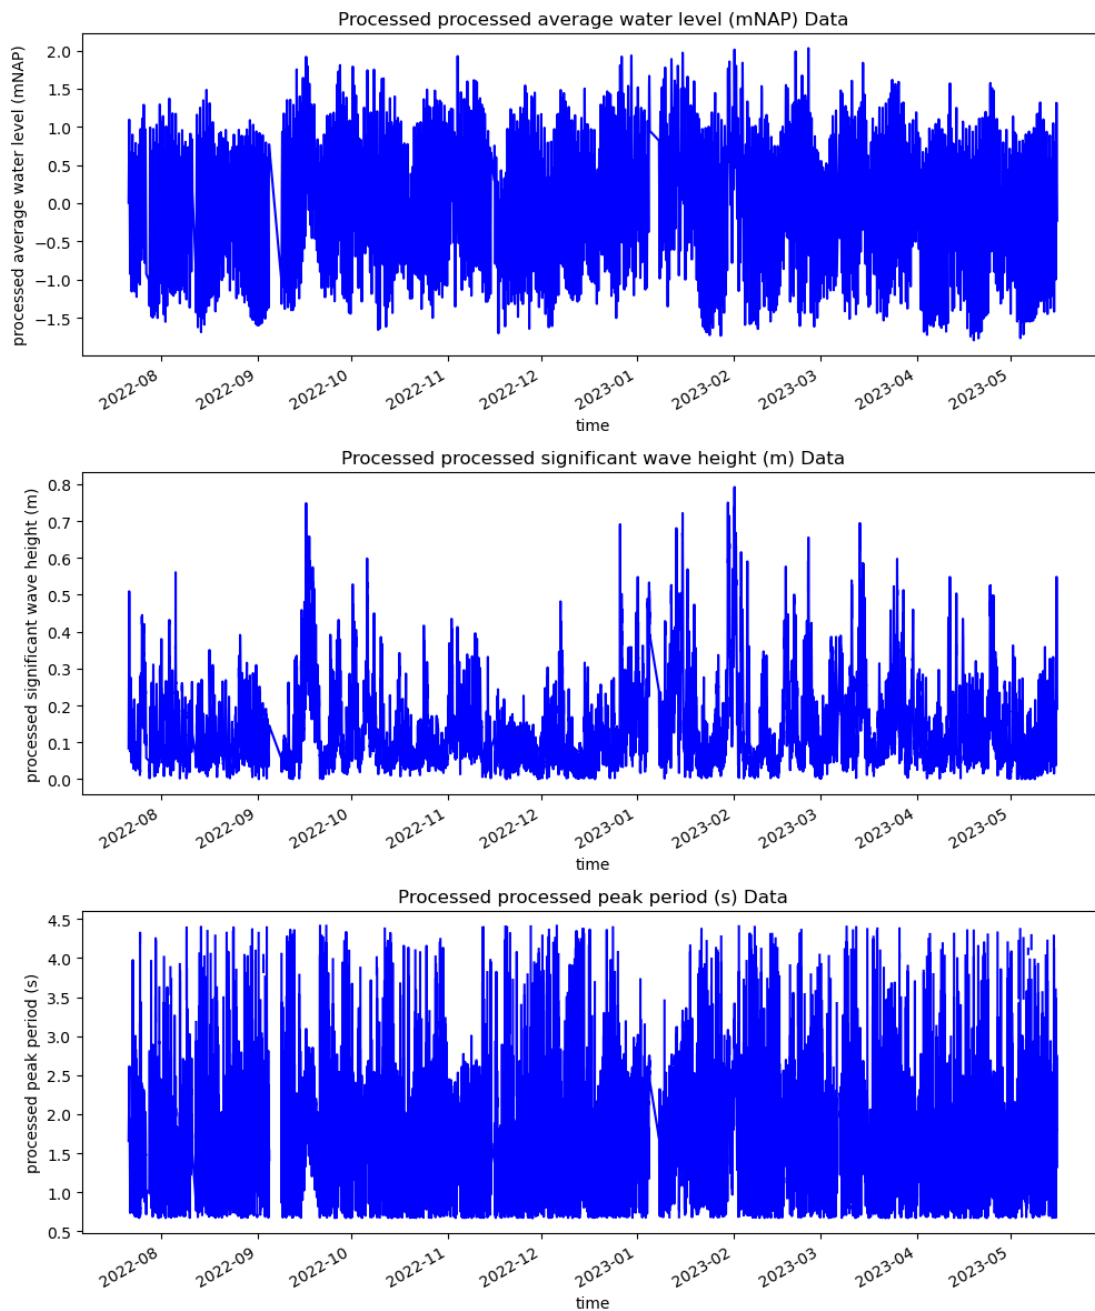 Processed processed average water level (mNAP) Data
processed average water level (mNAP)
2.0
1.5
1.0
0.5
0.0
−0.5
−1.0
−1.5
2022-08 2022-09 2022-10 2022-11 2022-12 2023-01 2023-02 2023-03 2023-04 2023-05
time
Processed processed significant wave height (m) Data
processed significant wave height (m)
0.8
0.7
0.6
0.5
0.4
0.3
0.2
0.1
0.0
2022-08 2022-09 2022-10 2022-11 2022-12 2023-01 2023-02 2023-03 2023-04 2023-05
time
Processed processed peak period (s) Data
processed peak period (s)
4.5
4.0
3.5
3.0
2.5
2.0
1.5
1.0
0.5
2022-08 2022-09 2022-10 2022-11 2022-12 2023-01 2023-02 2023-03 2023-04 2023-05
time